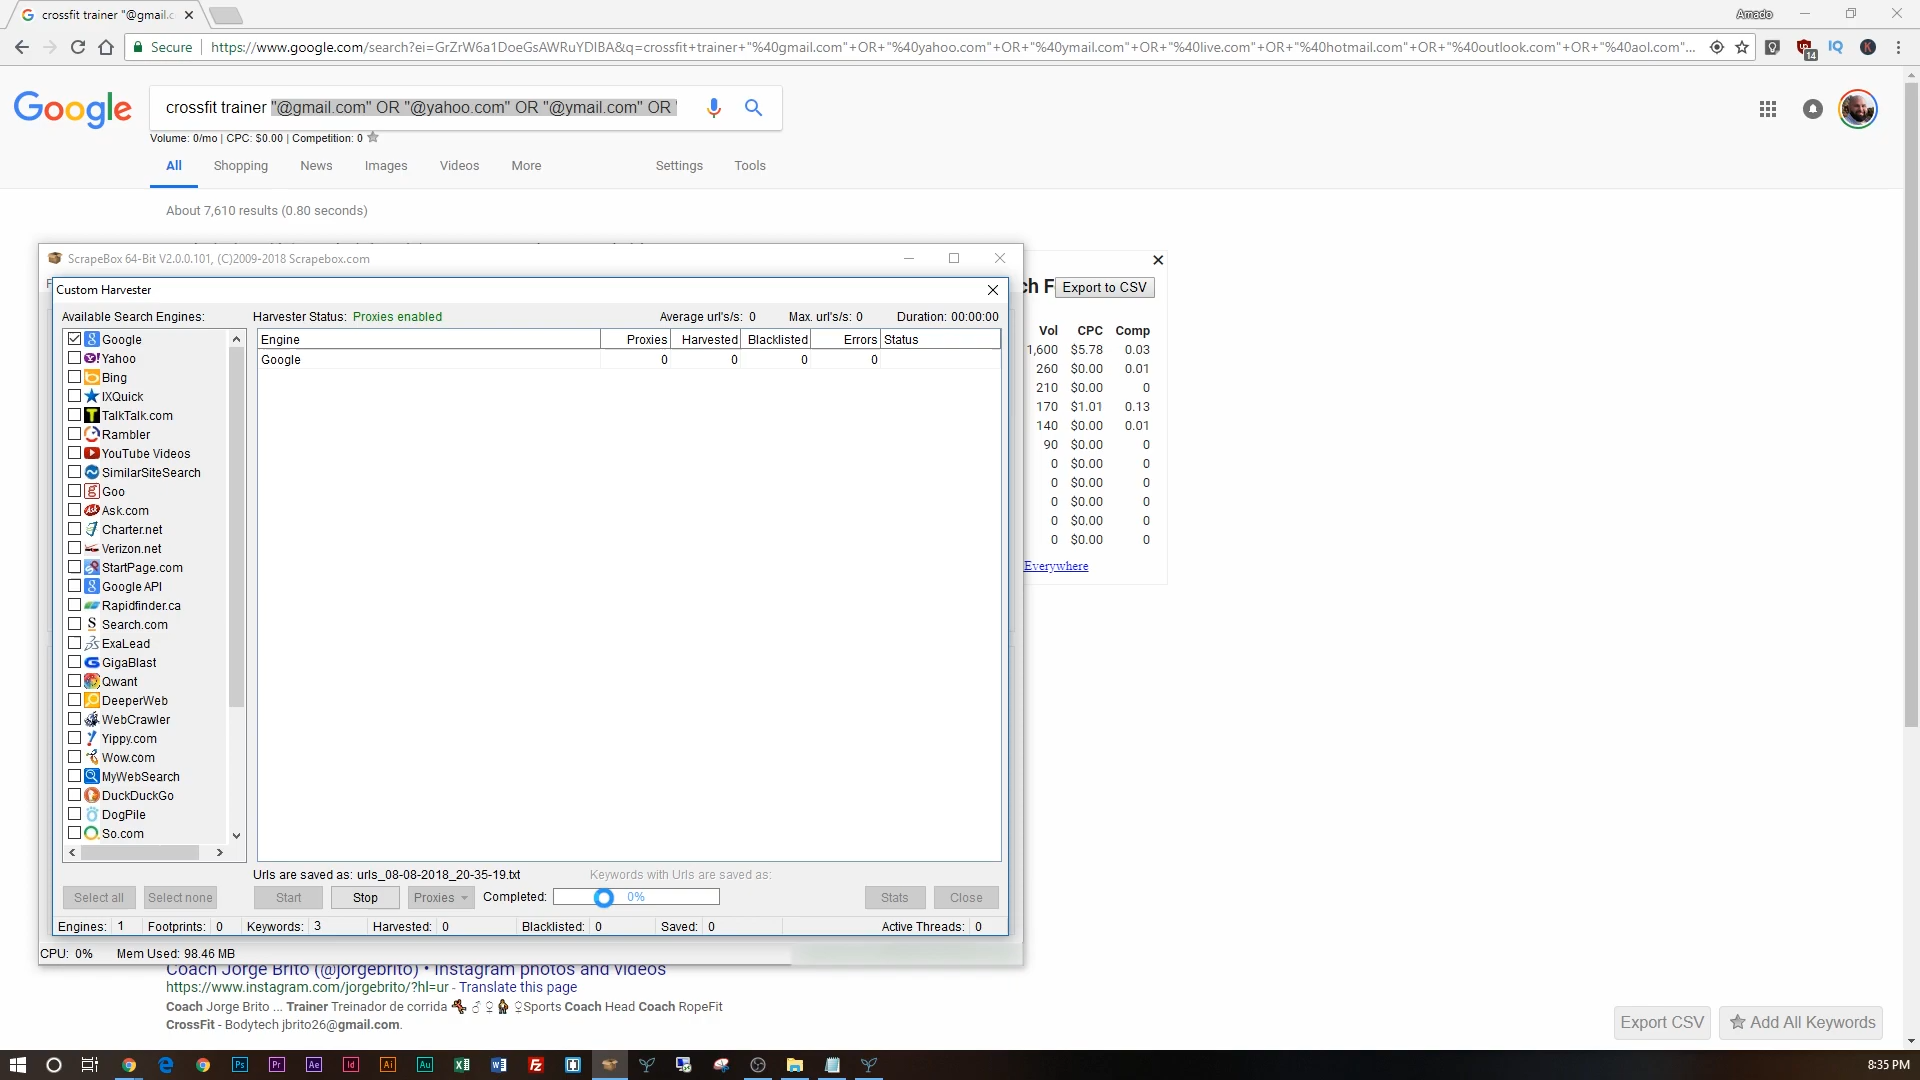 crossfit trainer "@gmail.c
Amado
Secure
https://www.google.com/search?ei=GrZrW6a1DoeGsAWRuYDIBA&q=crossfit+trainer+"%40gmail.com"+OR+"%40yahoo.com"+OR+"%40ymail.com"+OR+"%40live.com"+OR+"%40hotmail.com"+OR+"%40outlook.com"+OR+"%40aol.com"...
14
IQ
K
Google
crossfit trainer "@gmail.com" OR "@yahoo.com" OR "@ymail.com" OR "
Volume: 0/mo | CPC: $0.00 | Competition: 0
All Shopping News Images Videos More Settings Tools
About 7,610 results (0.80 seconds)
ScrapeBox 64-Bit V2.0.0.101, (C)2009-2018 Scrapebox.com
Custom Harvester
Available Search Engines:
Harvester Status: Proxies enabled
Average url's/s: 0 Max. url's/s: 0 Duration: 00:00:00
Engine Proxies Harvested Blacklisted Errors Status
Google 0 0 0 0
Google
Yahoo
Bing
IXQuick
TalkTalk.com
Rambler
YouTube Videos
SimilarSiteSearch
Goo
Ask.com
Charter.net
Verizon.net
StartPage.com
Google API
Rapidfinder.ca
Search.com
ExaLead
GigaBlast
Qwant
DeeperWeb
WebCrawler
Yippy.com
Wow.com
MyWebSearch
DuckDuckGo
DogPile
So.com
ch F
Export to CSV
Vol CPC Comp
1,600 $5.78 0.03
260 $0.00 0.01
210 $0.00 0
170 $1.01 0.13
140 $0.00 0.01
90 $0.00 0
0 $0.00 0
0 $0.00 0
0 $0.00 0
0 $0.00 0
0 $0.00 0
Everywhere
Urls are saved as: urls_08-08-2018_20-35-19.txt
Keywords with Urls are saved as:
Select all Select none Start Stop Proxies Completed: 0% Stats Close
Engines: 1 Footprints: 0 Keywords: 3 Harvested: 0 Blacklisted: 0 Saved: 0 Active Threads: 0
CPU: 0% Mem Used: 98.46 MB
Coach Jorge Brito (@jorgebrito) • Instagram photos and videos
https://www.instagram.com/jorgebrito/?hl=ur - Translate this page
Coach Jorge Brito ... Trainer Treinador de corrida 🏃 ♂ ♀ ♀Sports Coach Head Coach RopeFit
CrossFit - Bodytech jbrito26@gmail.com.
Export CSV
Add All Keywords
8:35 PM